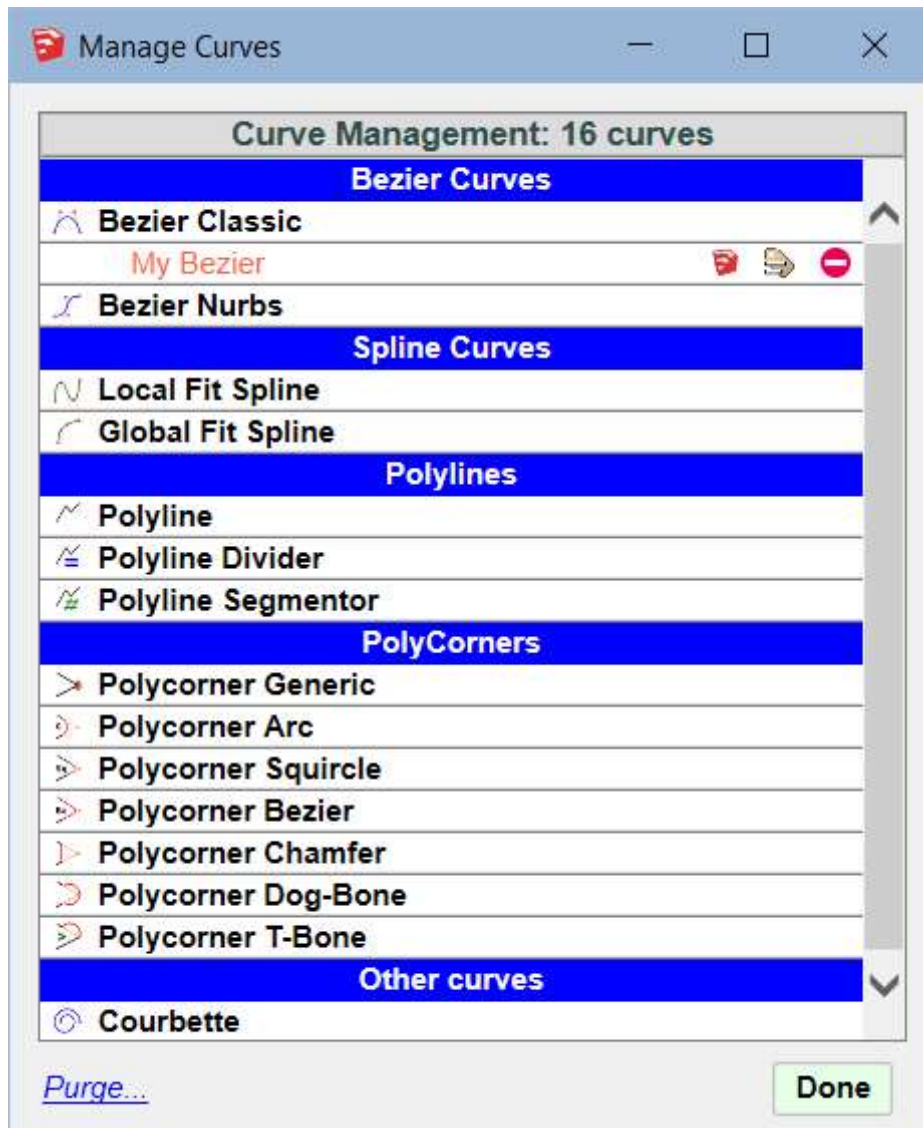 Manage Curves
Curve Management: 16 curves
Bezier Curves
Bezier Classic
My Bezier
Bezier Nurbs
Spline Curves
Local Fit Spline
Global Fit Spline
Polylines
Polyline
Polyline Divider
Polyline Segmentor
PolyCorners
Polycorner Generic
Polycorner Arc
Polycorner Squircle
Polycorner Bezier
Polycorner Chamfer
Polycorner Dog-Bone
Polycorner T-Bone
Other curves
Courbette
Purge...
Done